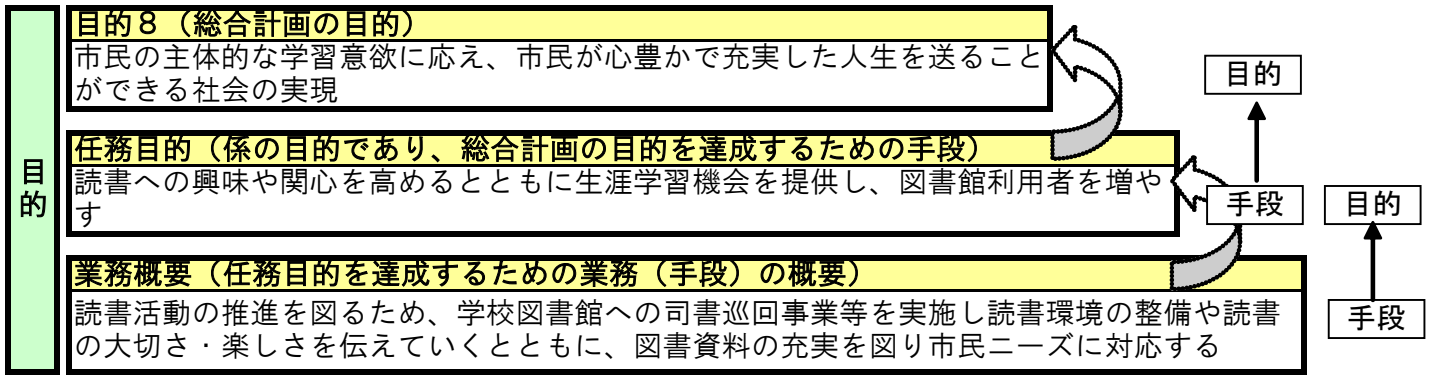 目的
目的８（総合計画の目的）
市民の主体的な学習意欲に応え、市民が心豊かで充実した人生を送ること
ができる社会の実現
任務目的（係の目的であり、総合計画の目的を達成するための手段）
読書への興味や関心を高めるとともに生涯学習機会を提供し、図書館利用者を増や
す
業務概要（任務目的を達成するための業務（手段）の概要）
読書活動の推進を図るため、学校図書館への司書巡回事業等を実施し読書環境の整備や読書
の大切さ・楽しさを伝えていくとともに、図書資料の充実を図り市民ニーズに対応する
目的
手段
目的
手段